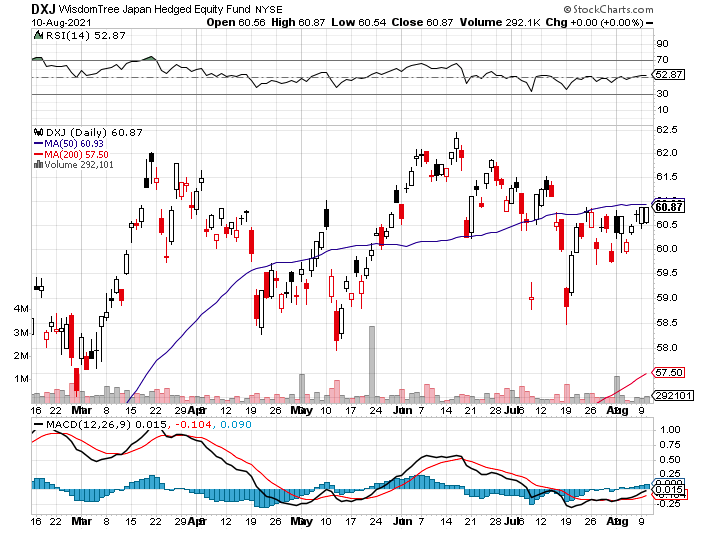 DXJ WisdomTree Japan Hedged Equity Fund NYSE © StockCharts.com
10-Aug-2021 Open 60.56 High 60.87 Low 60.54 Close 60.87 Volume 292.1K Chg +0.00 (+0.00%)
RSI(14) 52.87
90
70
52.87
30
10
DXJ (Daily) 60.87
MA(50) 60.93
MA(200) 57.50
Volume 292,101
62.5
62.0
61.5
60.87
60.5
60.0
59.5
59.0
58.5
58.0
57.50
292101
4M
3M
2M
1M
16 22 Mar 8 15 22 29 Apr 12 19 26 May 10 17 24 Jun 14 21 28 Jul 12 19 26 Aug 9
MACD(12,26,9) 0.015, -0.104, 0.090
1.00
0.75
0.50
0.25
0.015
-0.25
16 22 Mar 8 15 22 29 Apr 12 19 26 May 10 17 24 Jun 14 21 28 Jul 12 19 26 Aug 9